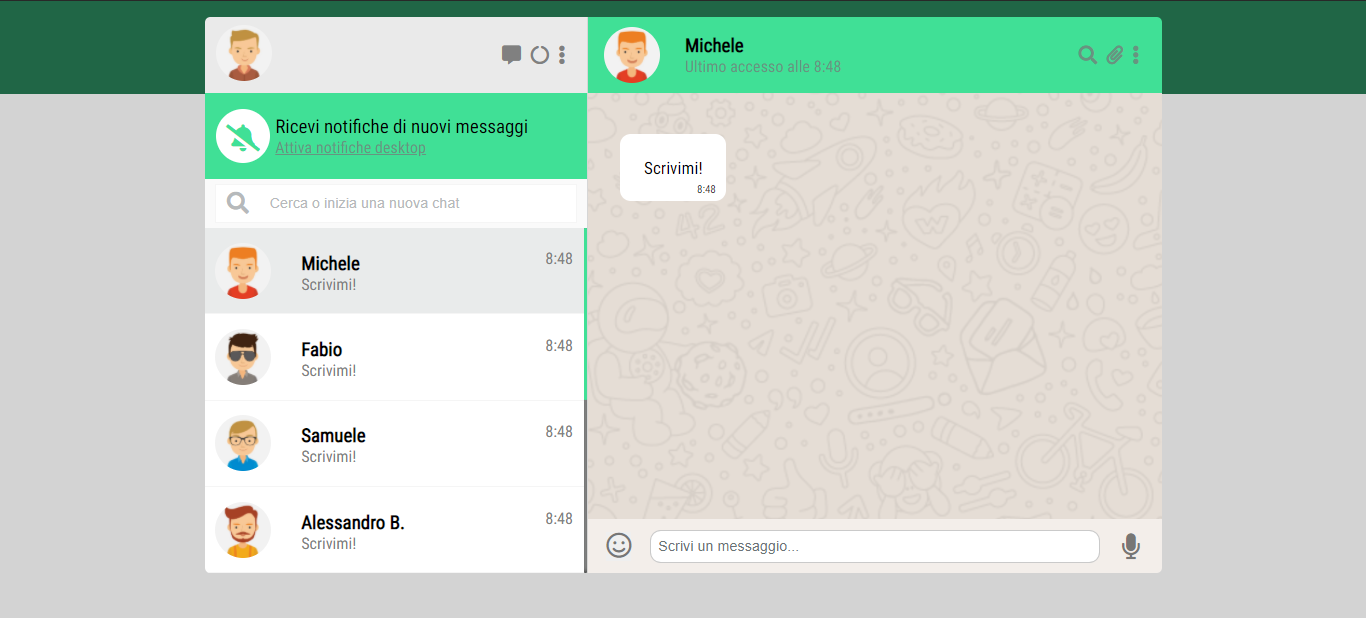 Ricevi notifiche di nuovi messaggi
Attiva notifiche desktop
Cerca o inizia una nuova chat
Michele
8:48
Scrivimi!
Fabio
8:48
Scrivimi!
Samuele
8:48
Scrivimi!
Alessandro B.
8:48
Scrivimi!
Michele
Ultimo accesso alle 8:48
Scrivimi!
8:48
Scrivi un messaggio...